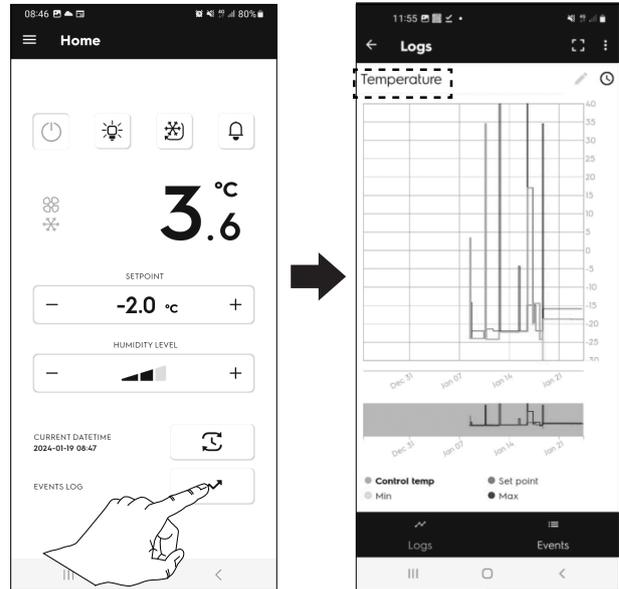 08:46 80%
Home
°C
3.6
SETPOINT
− -2.0 °C +
HUMIDITY LEVEL
− +
CURRENT DATETIME
2024-01-19 08:47
EVENTS LOG
11:55
Logs
Temperature
40
35
30
25
20
15
10
5
0
-5
-10
-15
-20
-25
-30
Dec 31 Jan 07 Jan 14 Jan 21
Dec 31 Jan 07 Jan 14 Jan 21
Control temp Set point
Min Max
Logs Events